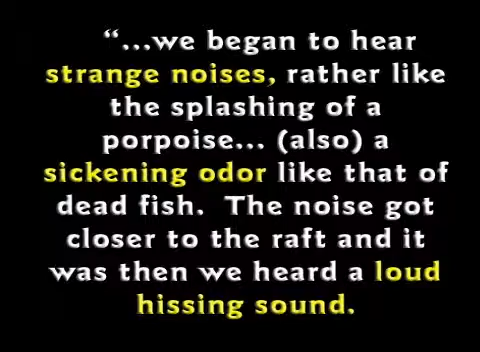 “...we began to hear
strange noises, rather like
the splashing of a
porpoise... (also) a
sickening odor like that of
dead fish.  The noise got
closer to the raft and it
was then we heard a loud
hissing sound.